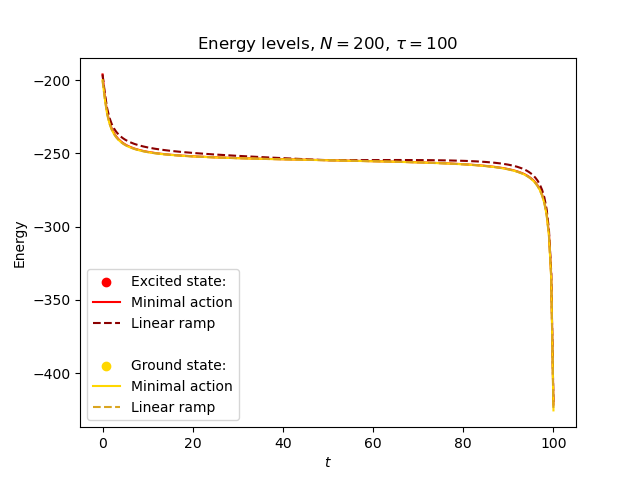 Energy levels, N = 200, τ = 100
−200
−250
−300
−350
−400
Energy
Excited state:
Minimal action
Linear ramp
Ground state:
Minimal action
Linear ramp
0 20 40 60 80 100
t